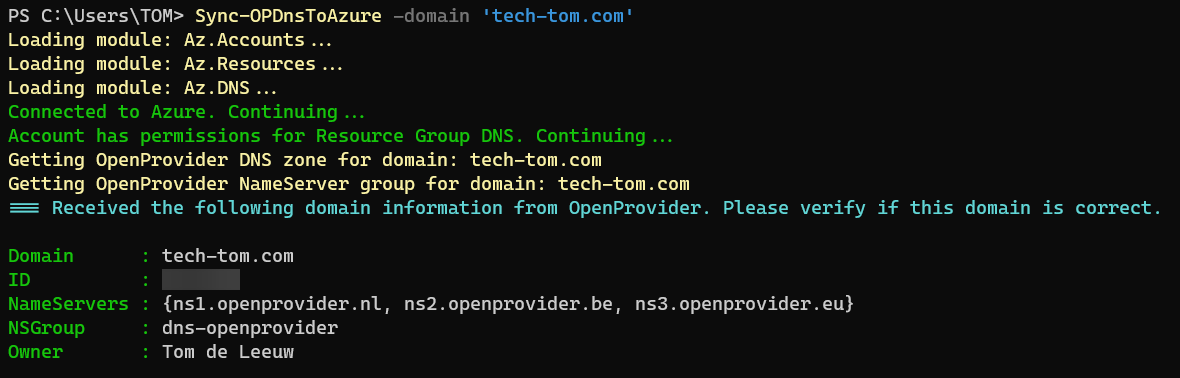 PS C:\Users\TOM> Sync-OPDnsToAzure -domain 'tech-tom.com'
Loading module: Az.Accounts...
Loading module: Az.Resources...
Loading module: Az.DNS...
Connected to Azure. Continuing...
Account has permissions for Resource Group DNS. Continuing...
Getting OpenProvider DNS zone for domain: tech-tom.com
Getting OpenProvider NameServer group for domain: tech-tom.com
=== Received the following domain information from OpenProvider. Please verify if this domain is correct.
Domain : tech-tom.com
ID :
NameServers : {ns1.openprovider.nl, ns2.openprovider.be, ns3.openprovider.eu}
NSGroup : dns-openprovider
Owner : Tom de Leeuw